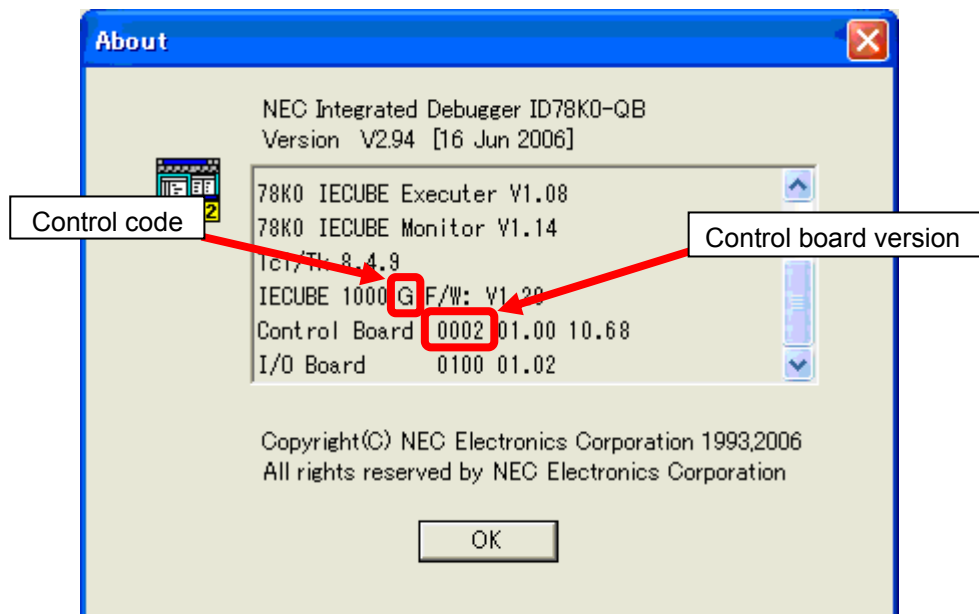 About
NEC Integrated Debugger ID78K0-QB
Version V2.94 [16 Jun 2006]
78K0 IECUBE Executer V1.08
Control code
2
78K0 IECUBE Monitor V1.14
Control board version
Tcl/Tk 8.4.9
IECUBE 1000 G F/W: V1.20
Control Board 0002 01.00 10.68
I/O Board 0100 01.02
Copyright(C) NEC Electronics Corporation 1993,2006
All rights reserved by NEC Electronics Corporation
OK